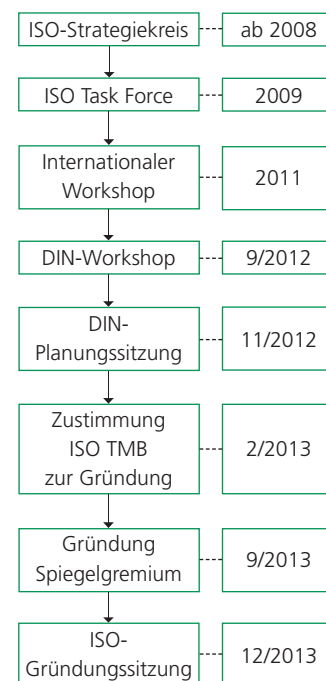 ISO-Strategiekreis
ab 2008
ISO Task Force
2009
Internationaler
Workshop
2011
DIN-Workshop
9/2012
DIN-
Planungssitzung
11/2012
Zustimmung
ISO TMB
zur Gründung
2/2013
Gründung
Spiegelgremium
9/2013
ISO-
Gründungssitzung
12/2013